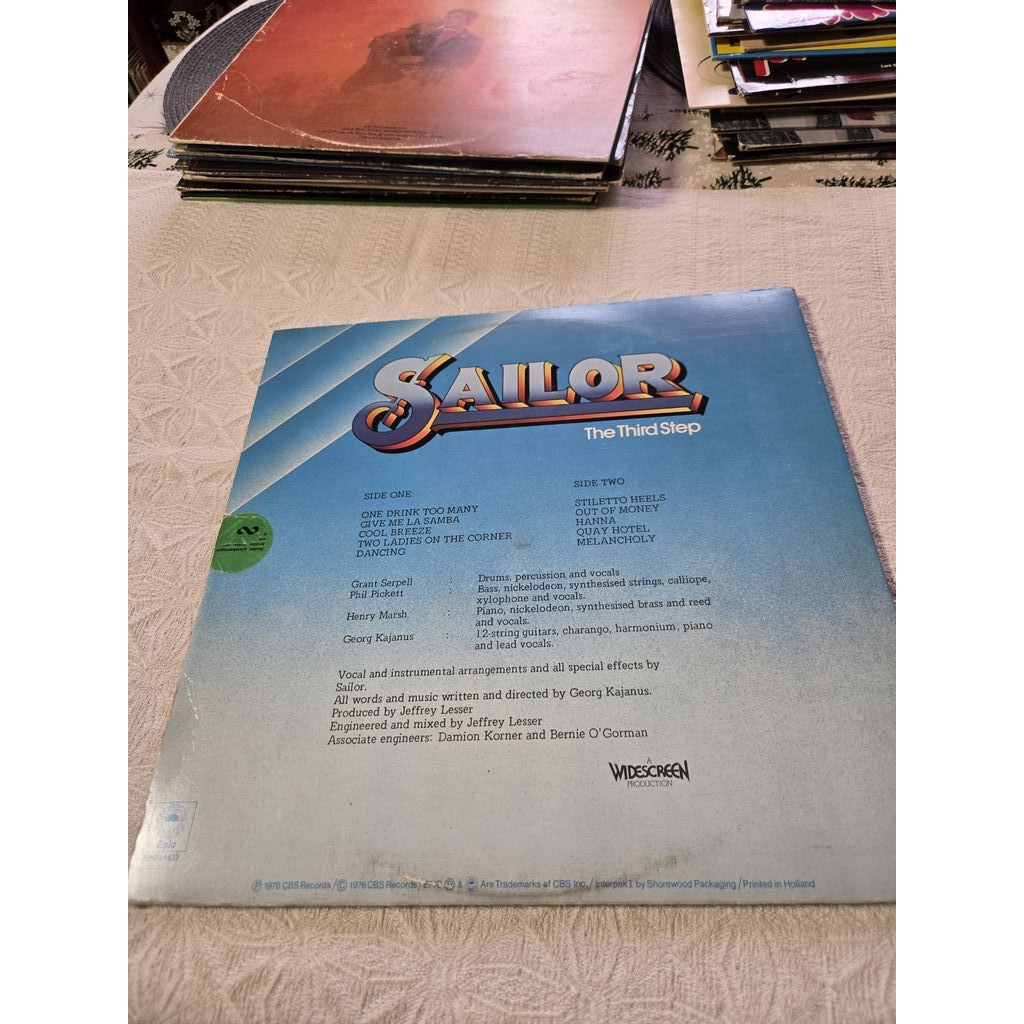 SAILOR
The Third Step
SIDE ONE
ONE DRINK TOO MANY
GIVE ME LA SAMBA
COOL BREEZE
TWO LADIES ON THE CORNER
DANCING
SIDE TWO
STILETTO HEELS
OUT OF MONEY
HANNA
QUAY HOTEL
MELANCHOLY
Grant Serpell : Drums, percussion and vocals
Phil Pickett : Bass, nickelodeon, synthesised strings, calliope,
xylophone and vocals.
Henry Marsh : Piano, nickelodeon, synthesised brass and reed
and vocals.
Georg Kajanus : 12-string guitars, charango, harmonium, piano
and lead vocals.
Vocal and instrumental arrangements and all special effects by
Sailor.
All words and music written and directed by Georg Kajanus.
Produced by Jeffrey Lesser
Engineered and mixed by Jeffrey Lesser
Associate engineers: Damion Korner and Bernie O'Gorman
A
WIDESCREEN
PRODUCTION
Epic
Ⓟ 1976 CBS Records / Ⓒ 1976 CBS Records / & Are Trademarks of CBS Inc. / Interpak I by Shorewood Packaging / Printed in Holland